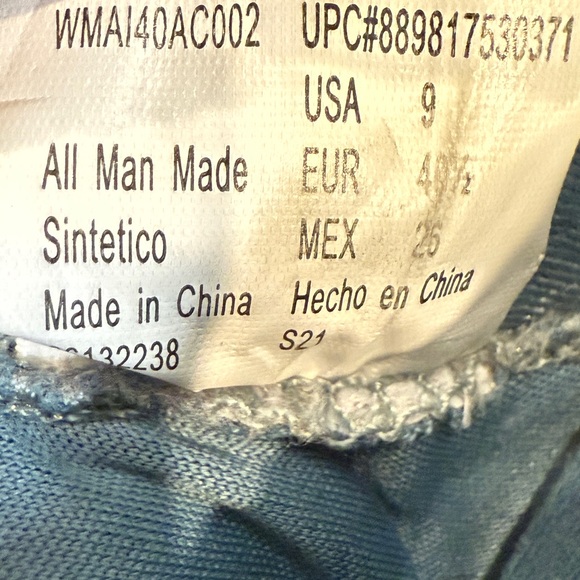 WMAI40AC002 UPC#889817530371
USA 9
All Man Made EUR 40½
Sintetico MEX 26
Made in China Hecho en China
132238 S21